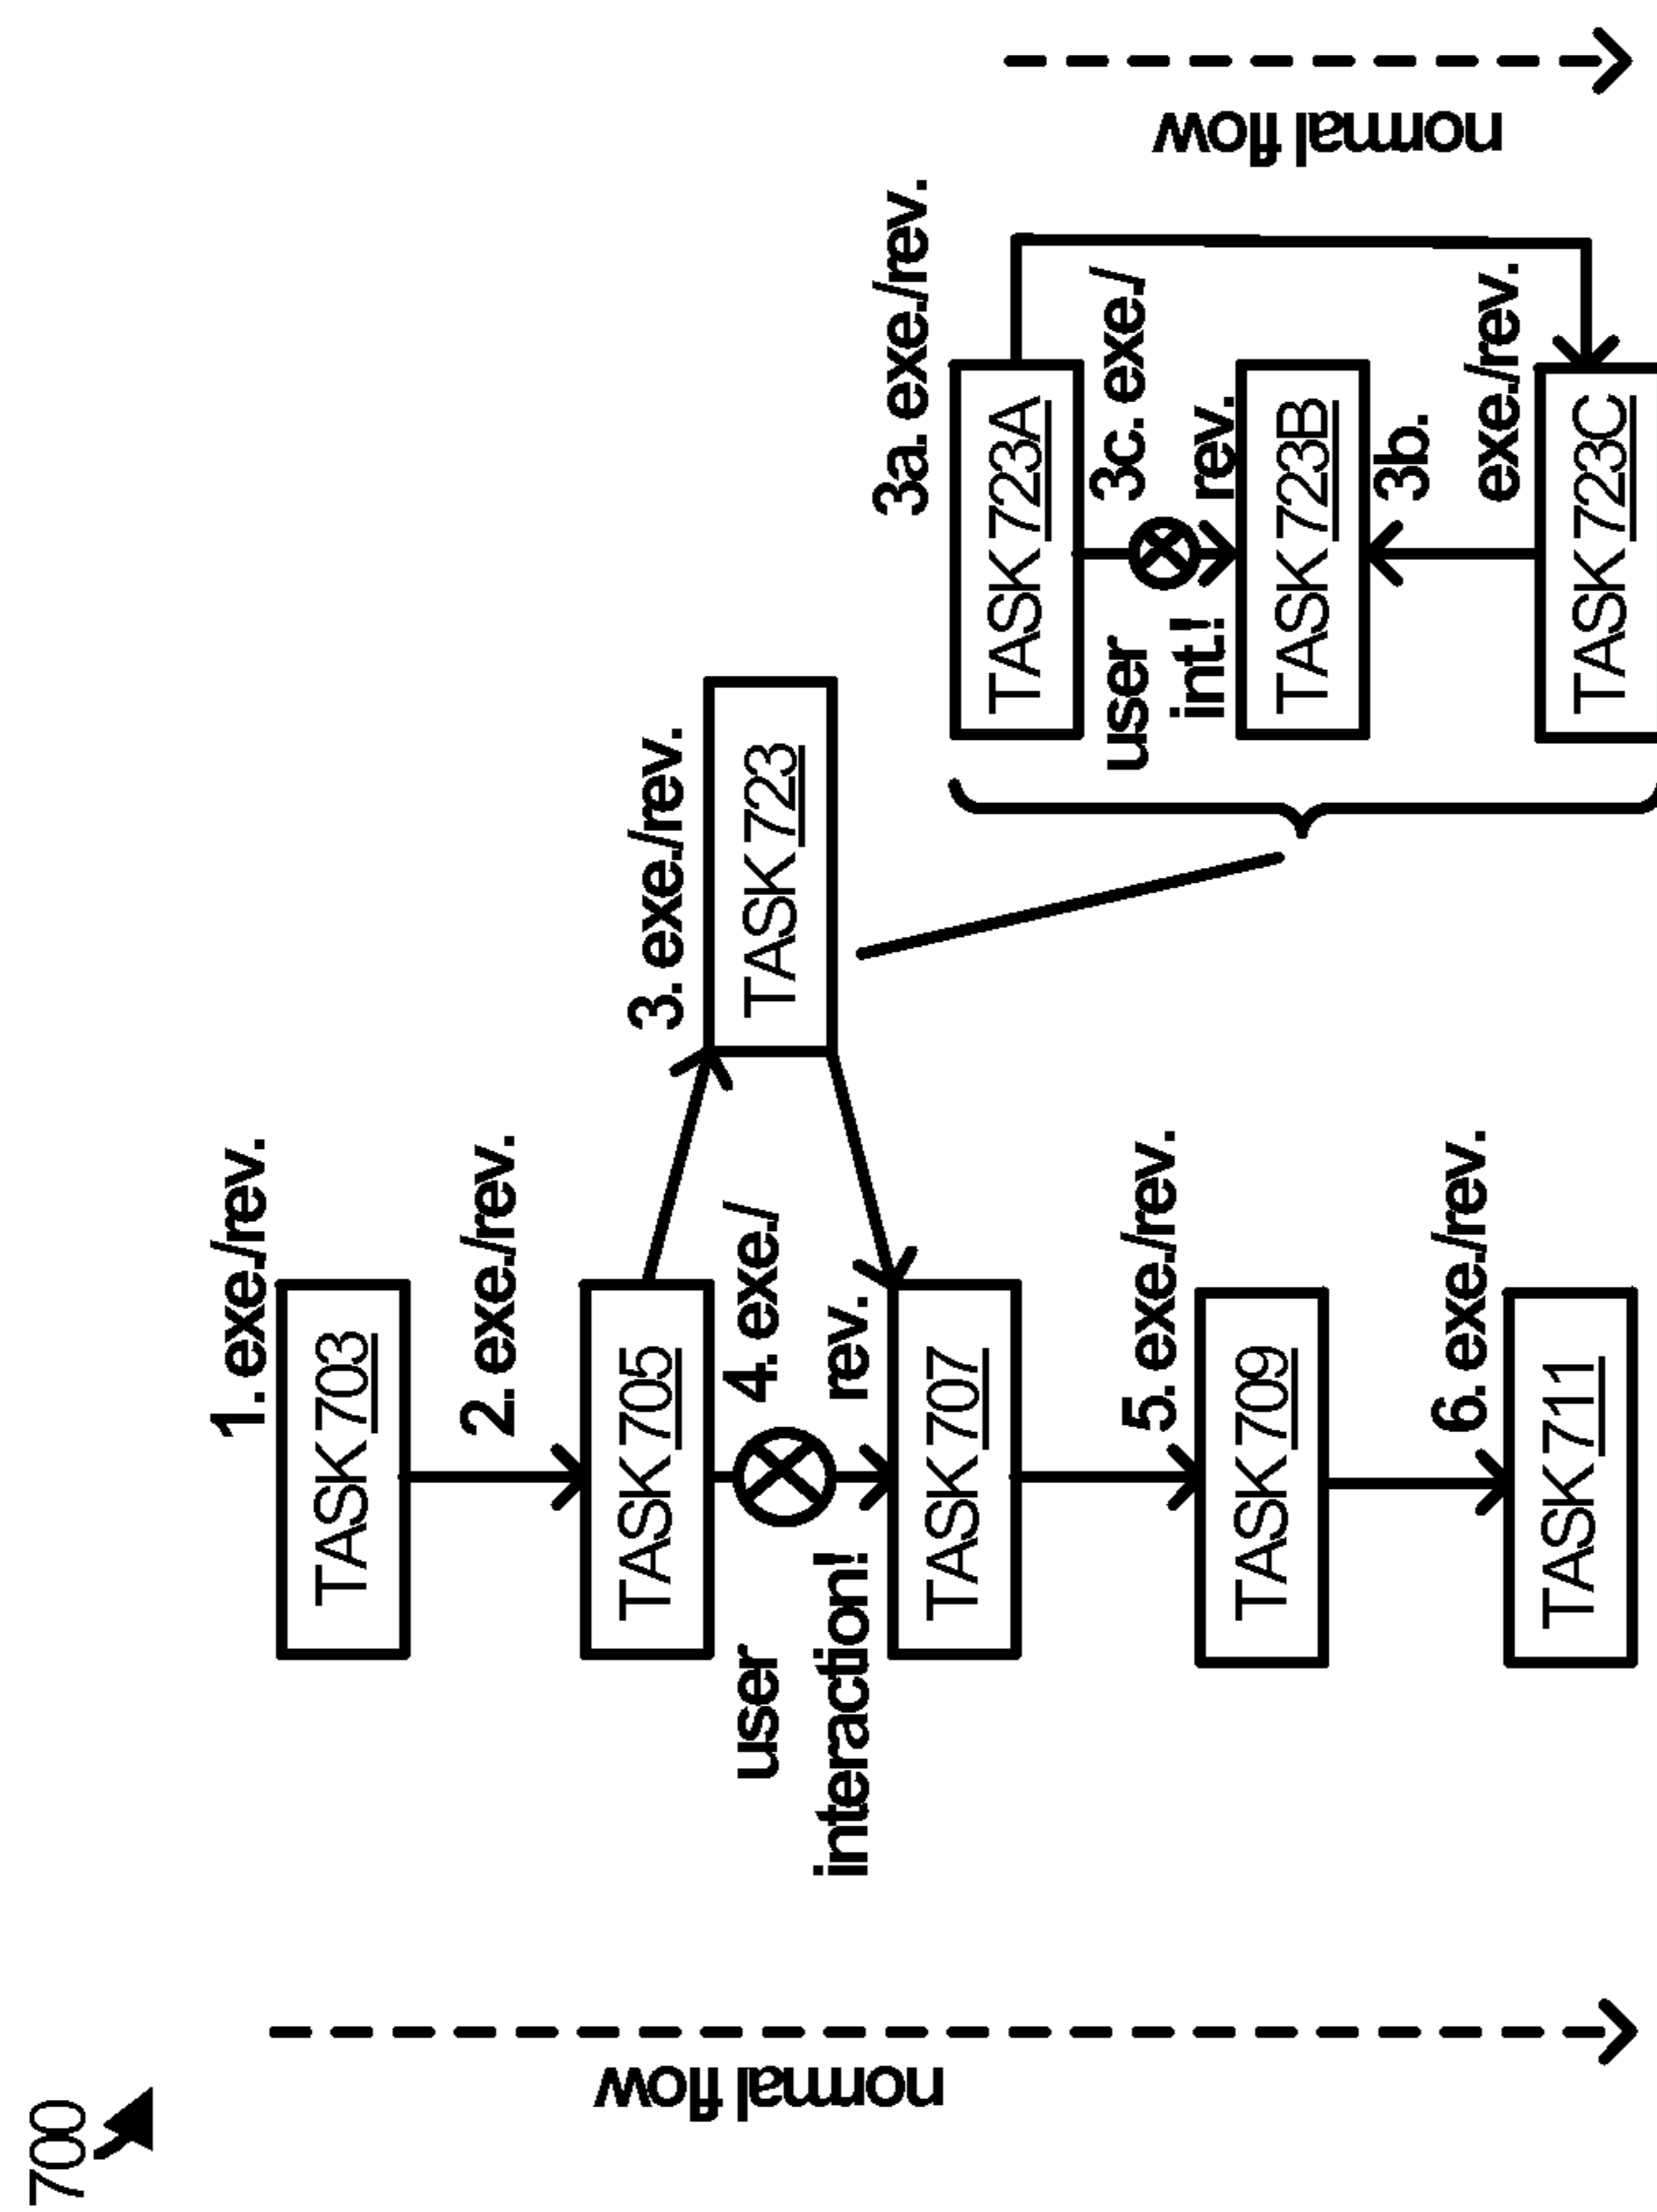 700
normal flow
1. exe./rev.
TASK 703
2. exe./rev.
TASK 705
user
interaction!
4. exe./
rev.
TASK 707
5. exe./rev.
TASK 709
6. exe./rev.
TASK 711
3. exe./rev.
TASK 723
3a. exe./rev.
TASK 723A
user
int.!
3c. exe./
rev.
TASK 723B
3b.
exe./rev.
TASK 723C
normal flow